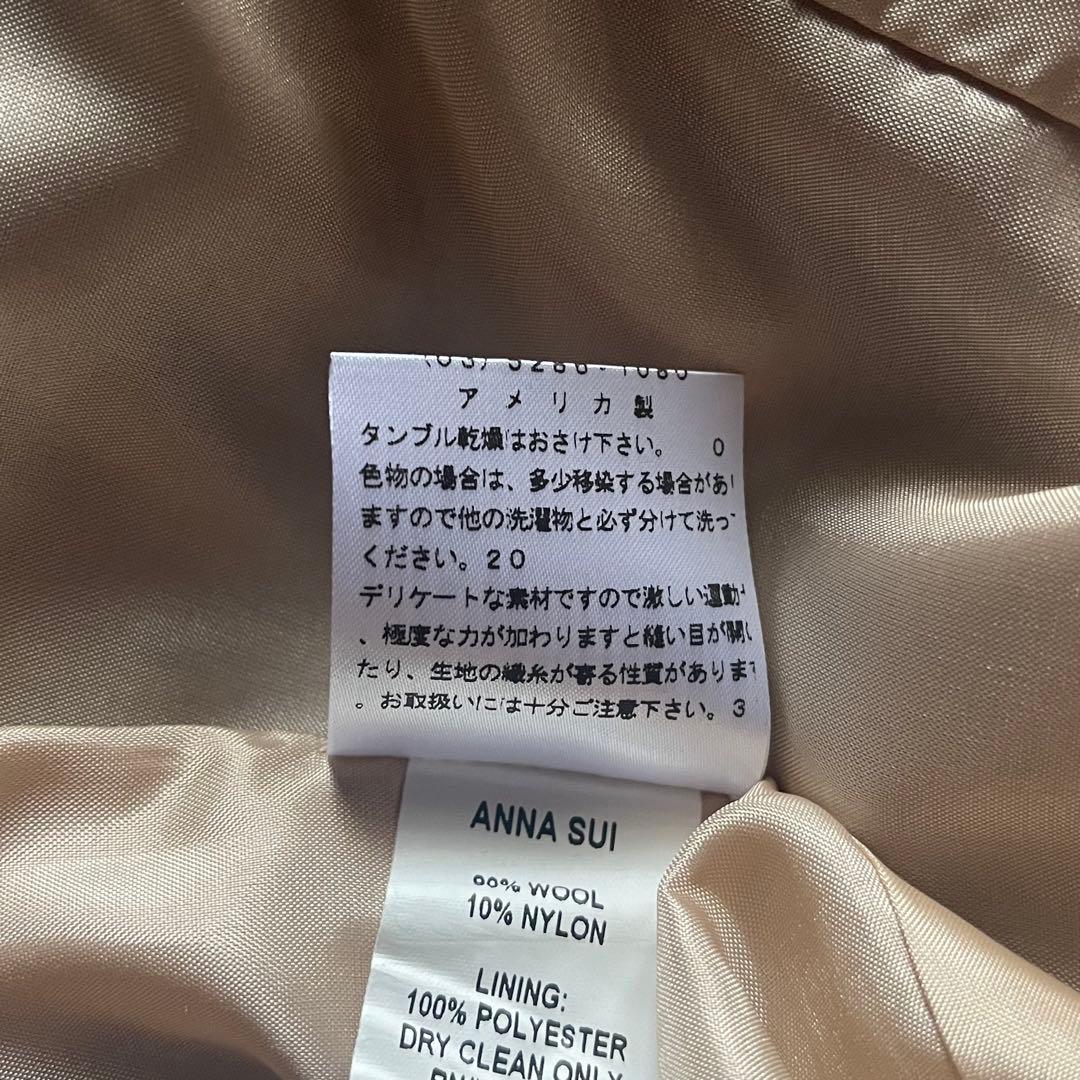 アメリカ製
タンブル乾燥はおさけ下さい。 0
色物の場合は、多少移染する場合があり
ますので他の洗濯物と必ず分けて洗っ
ください。20
デリケートな素材ですので激しい運動
、極度な力が加わりますと縫い目が開
たり、生地の織糸が寄る性質があります
。お取扱いには十分ご注意下さい。3
ANNA SUI
WOOL
10% NYLON
LINING:
100% POLYESTER
DRY CLEAN ONLY